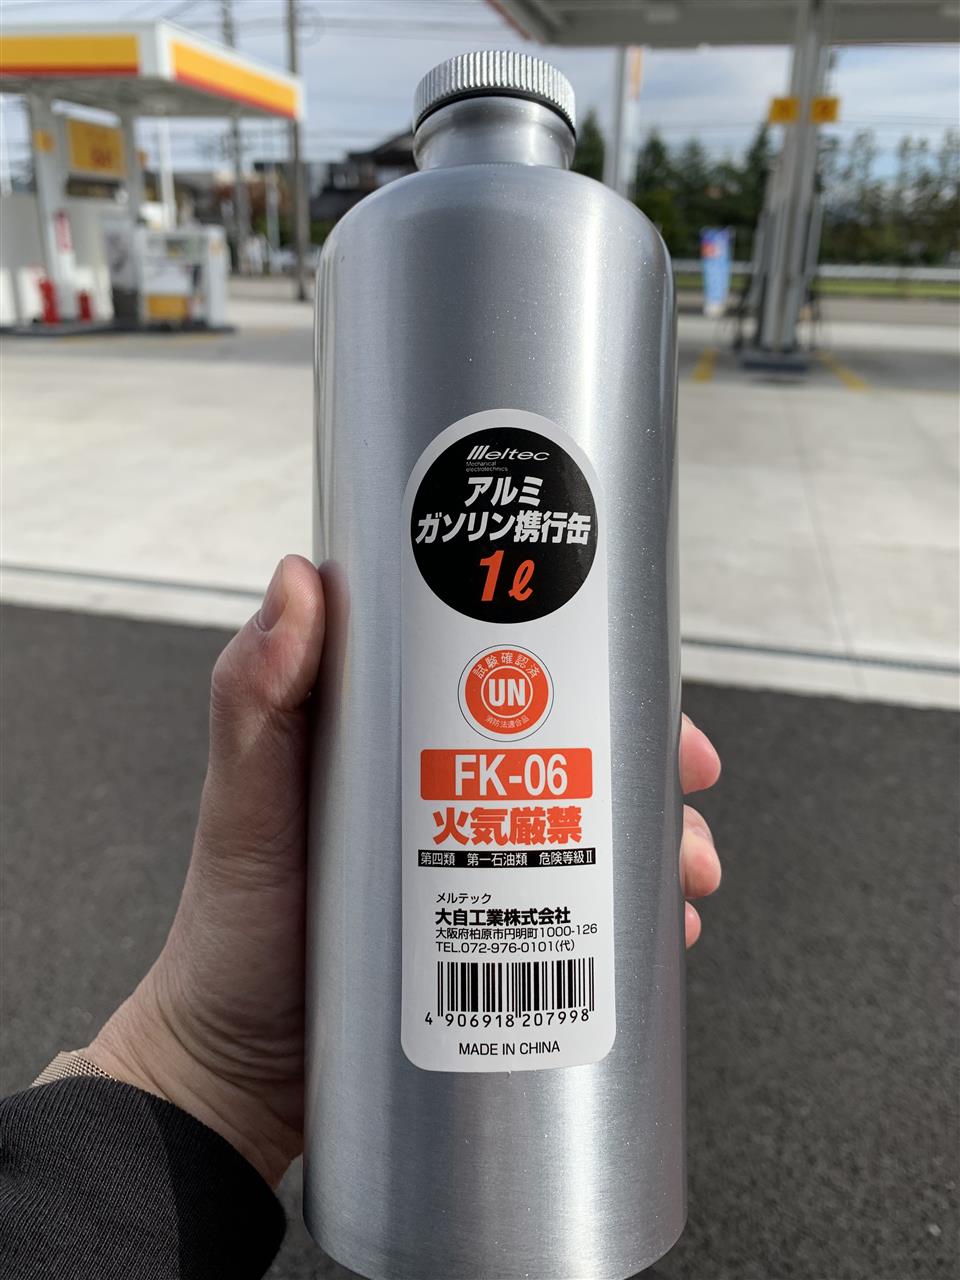 Meltec
Mechanical
electrotechnics
アルミ
ガソリン携行缶
1ℓ
試験確認済
UN
消防法適合品
FK-06
火気厳禁
第四類 第一石油類 危険等級Ⅱ
メルテック
大自工業株式会社
大阪府柏原市円明町1000-126
TEL.072-976-0101(代)
4 906918 207998
MADE IN CHINA